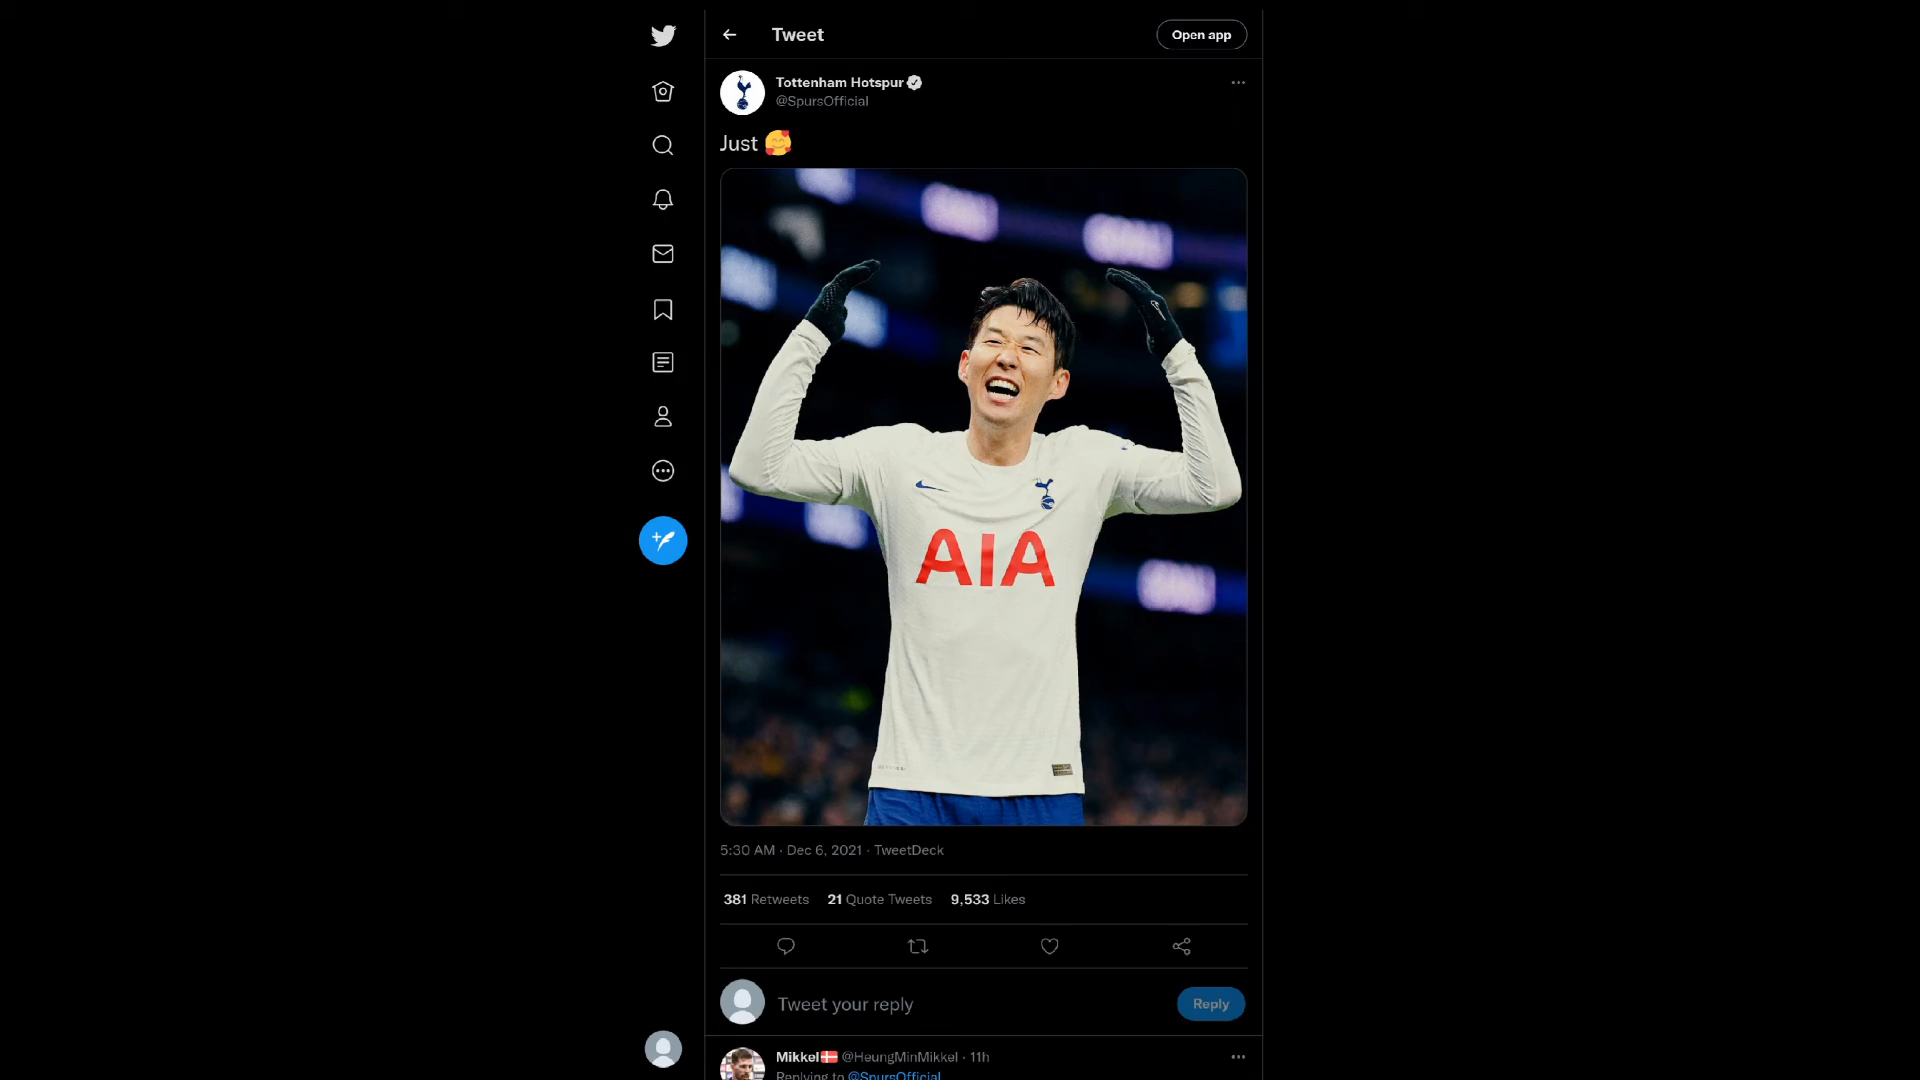 Tweet
Open app
Tottenham Hotspur
@SpursOfficial
Just 🥰
AIA
5:30 AM · Dec 6, 2021 · TweetDeck
381 Retweets 21 Quote Tweets 9,533 Likes
Tweet your reply
Reply
Mikkel🇩🇰 @HeungMinMikkel · 11h
Replying to @SpursOfficial